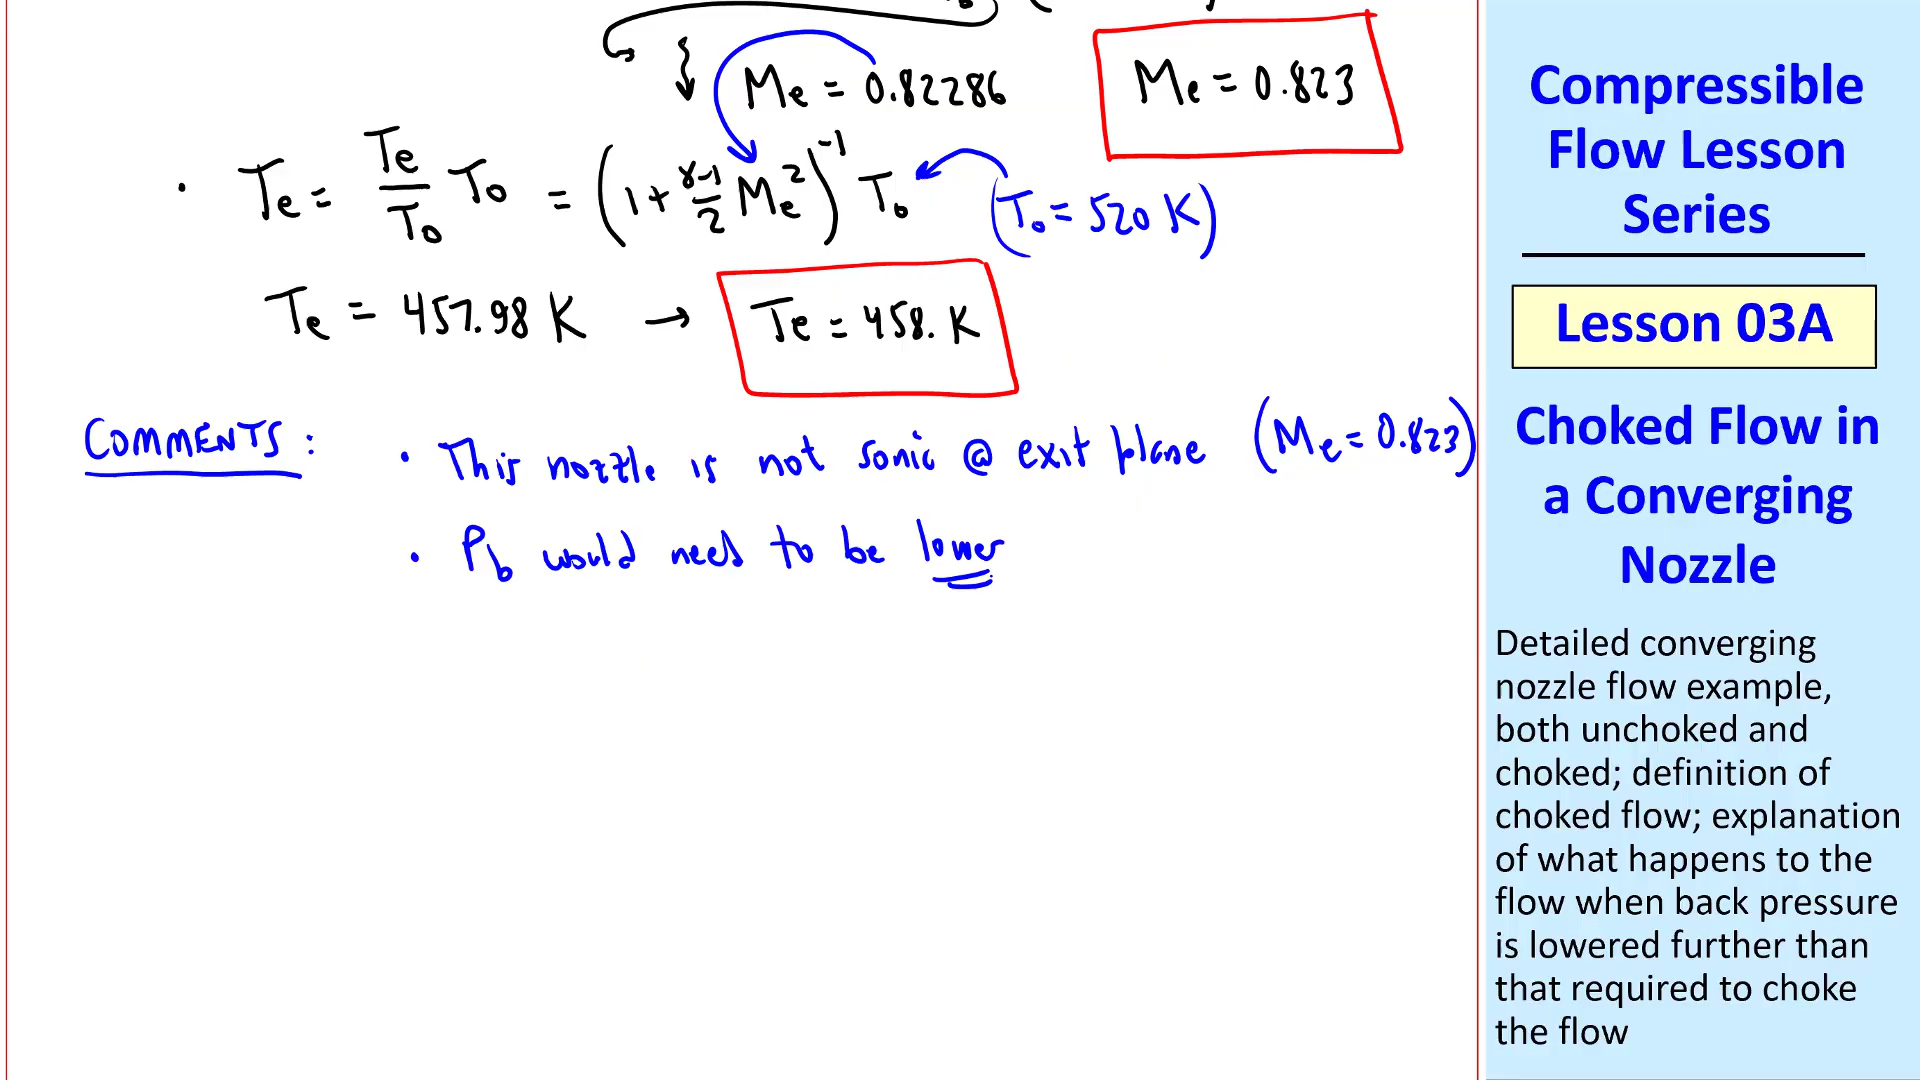 Me = 0.82286
Me = 0.823
• Te = Te/To To = (1 + γ-1/2 Me²)⁻¹ To (To = 520 K)
Te = 457.98 K → Te = 458. K
COMMENTS: • This nozzle is not sonic @ exit plane (Me = 0.823)
• Pb would need to be lower
Compressible
Flow Lesson
Series
Lesson 03A
Choked Flow in
a Converging
Nozzle
Detailed converging
nozzle flow example,
both unchoked and
choked; definition of
choked flow; explanation
of what happens to the
flow when back pressure
is lowered further than
that required to choke
the flow